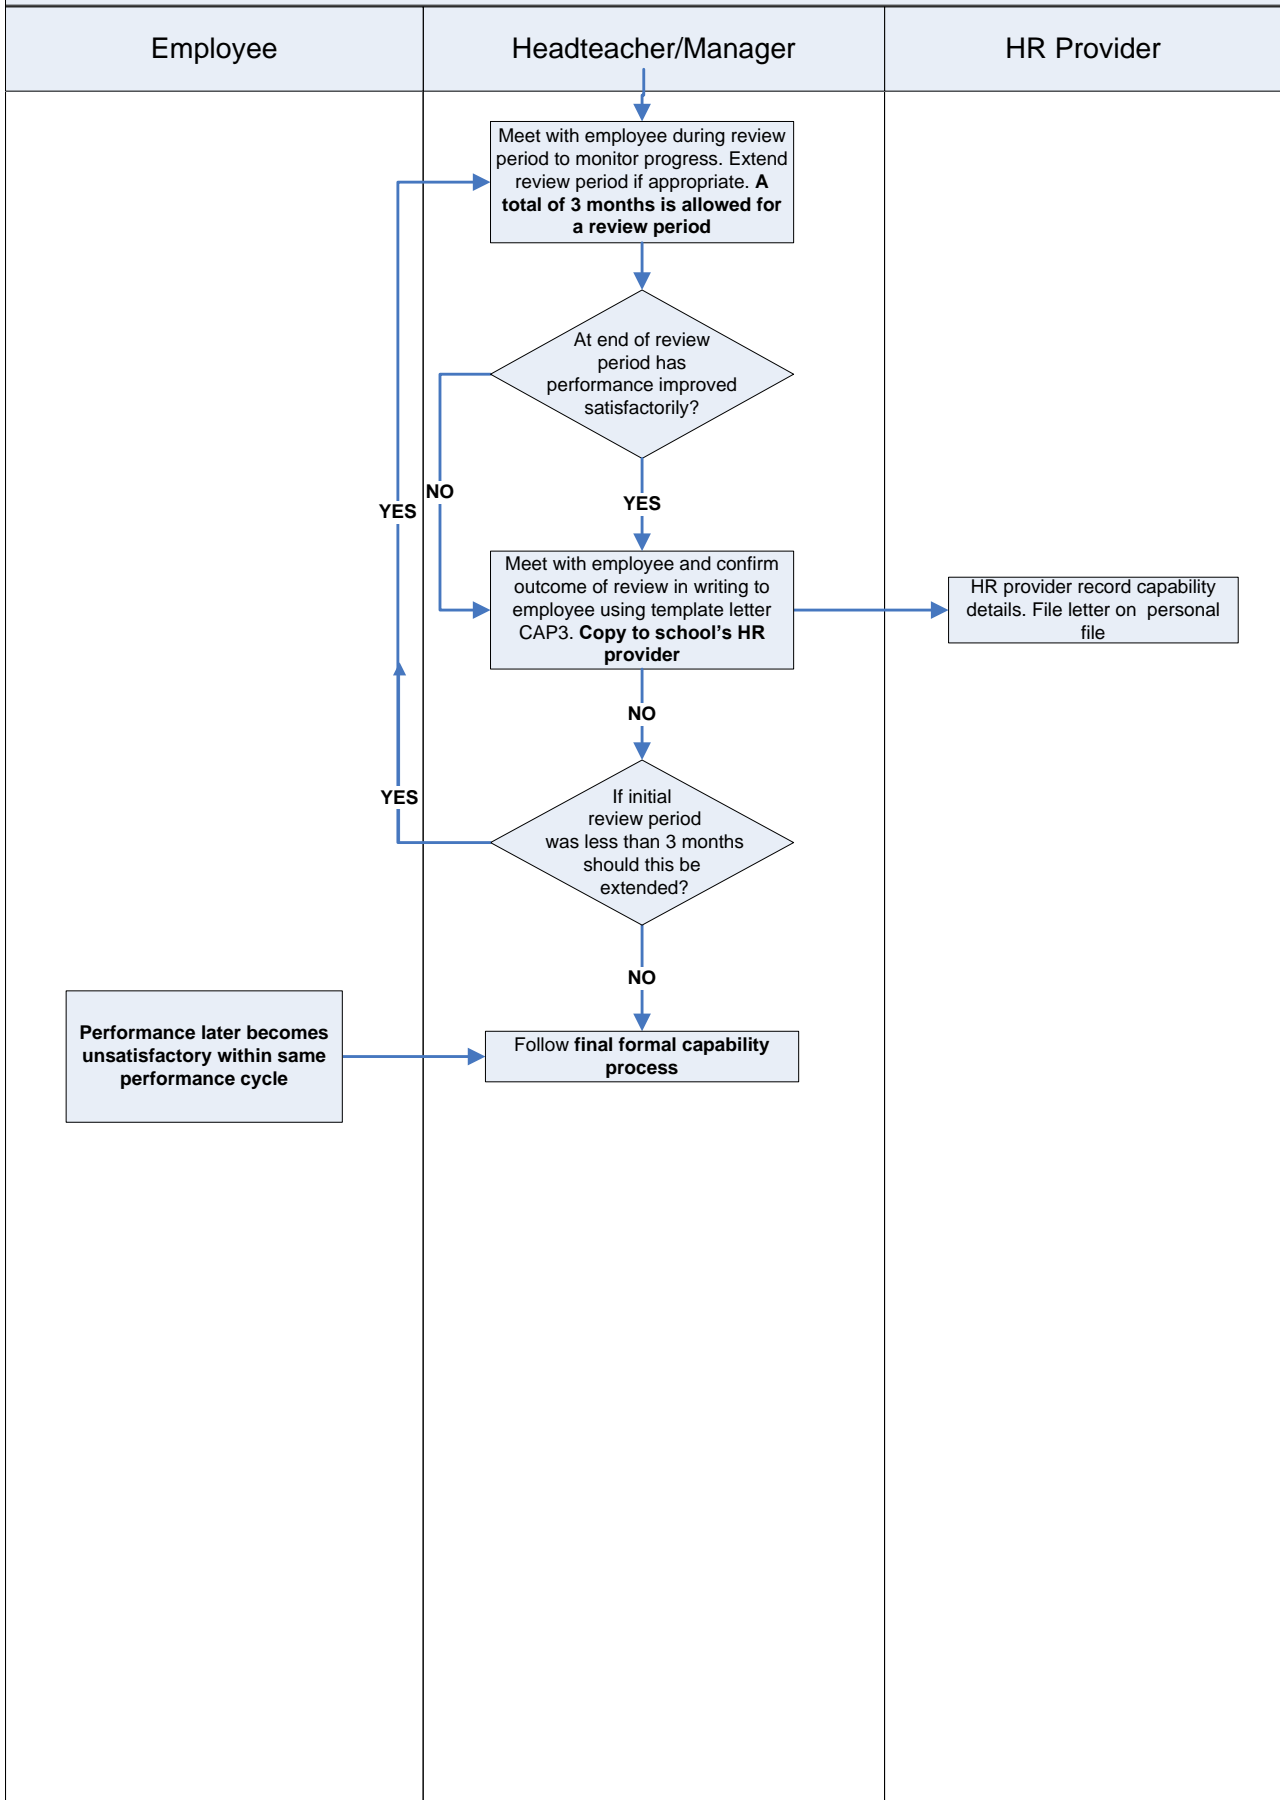 Employee
Headteacher/Manager
HR Provider
Meet with employee during review
period to monitor progress. Extend
review period if appropriate. A
total of 3 months is allowed for
a review period
At end of review
period has
performance improved
satisfactorily?
NO
YES
YES
Meet with employee and confirm
outcome of review in writing to
employee using template letter
CAP3. Copy to school’s HR
provider
HR provider record capability
details. File letter on personal
file
NO
YES
If initial
review period
was less than 3 months
should this be
extended?
NO
Performance later becomes
unsatisfactory within same
performance cycle
Follow final formal capability
process